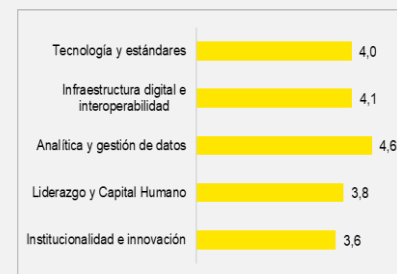 Tecnología y estándares 4,0
Infraestructura digital e
interoperabilidad 4,1
Analítica y gestión de datos 4,6
Liderazgo y Capital Humano 3,8
Institucionalidad e innovación 3,6